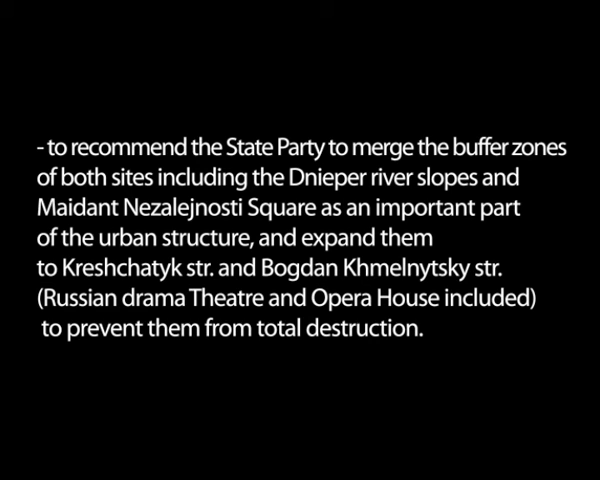 - to recommend the State Party to merge the buffer zones
of both sites including the Dnieper river slopes and
Maidant Nezalejnosti Square as an important part
of the urban structure, and expand them
to Kreshchatyk str. and Bogdan Khmelnytsky str.
(Russian drama Theatre and Opera House included)
to prevent them from total destruction.